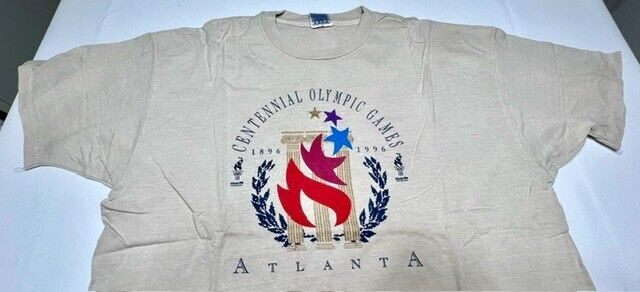 CENTENNIAL OLYMPIC GAMES
1896 1996
ATLANTA